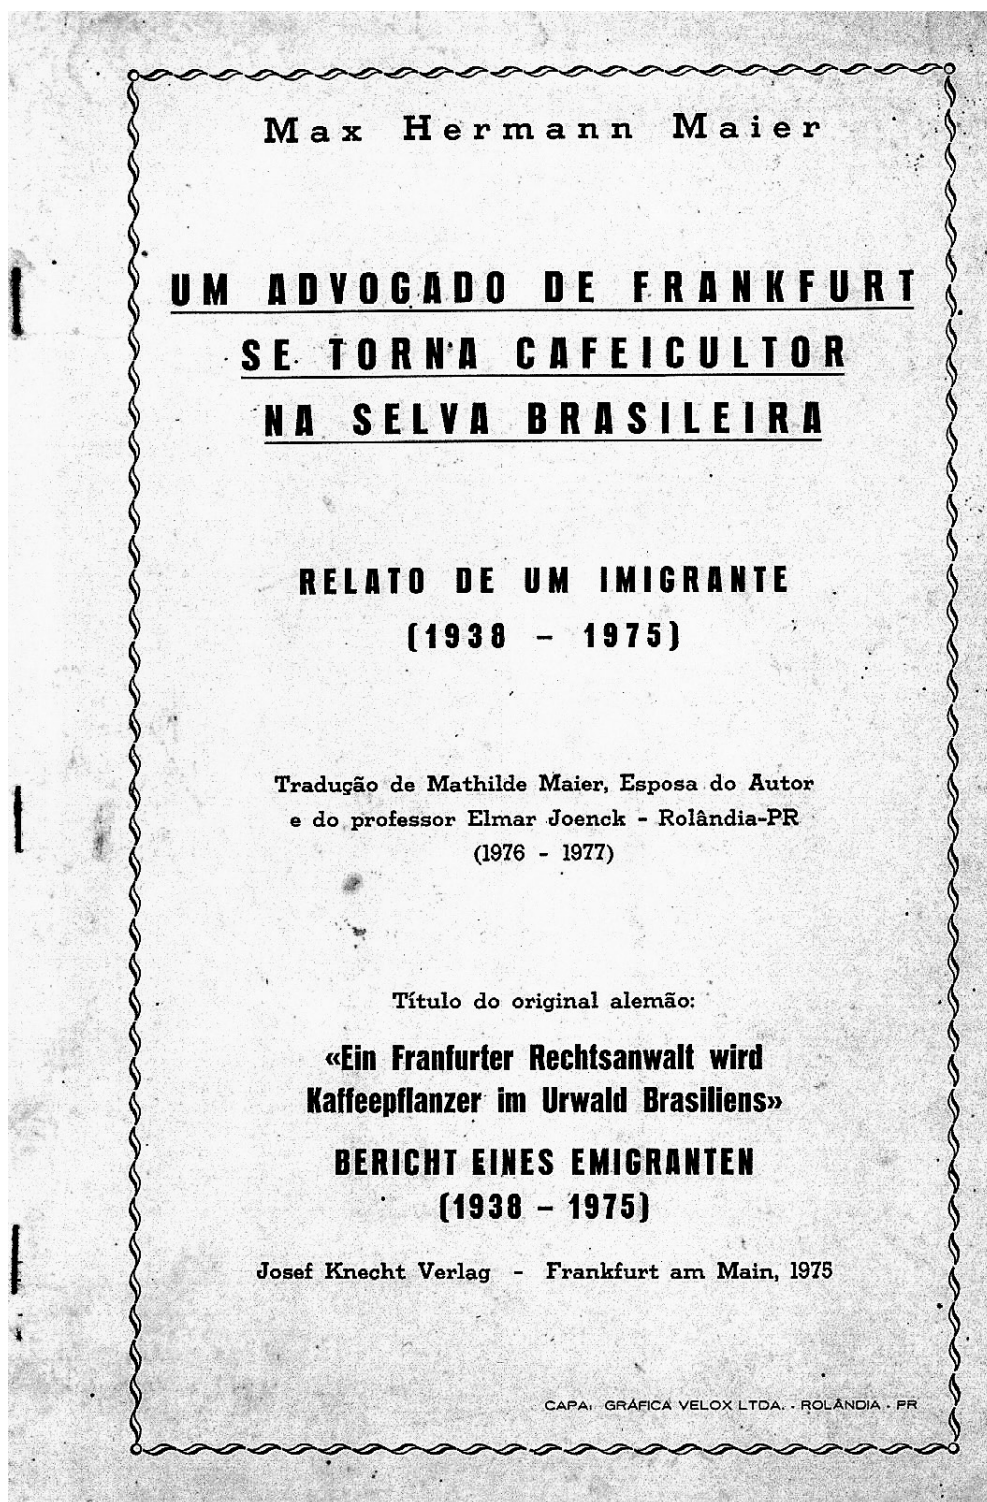 Max Hermann Maier
UM ADVOGADO DE FRANKFURT
SE TORNA CAFEICULTOR
NA SELVA BRASILEIRA
RELATO DE UM IMIGRANTE
(1938 - 1975)
Tradução de Mathilde Maier, Esposa do Autor
e do professor Elmar Joenck - Rolândia-PR
(1976 - 1977)
Título do original alemão:
«Ein Franfurter Rechtsanwalt wird
Kaffeepflanzer im Urwald Brasiliens»
BERICHT EINES EMIGRANTEN
(1938 - 1975)
Josef Knecht Verlag - Frankfurt am Main, 1975
CAPA: GRÁFICA VELOX LTDA. - ROLÂNDIA - PR